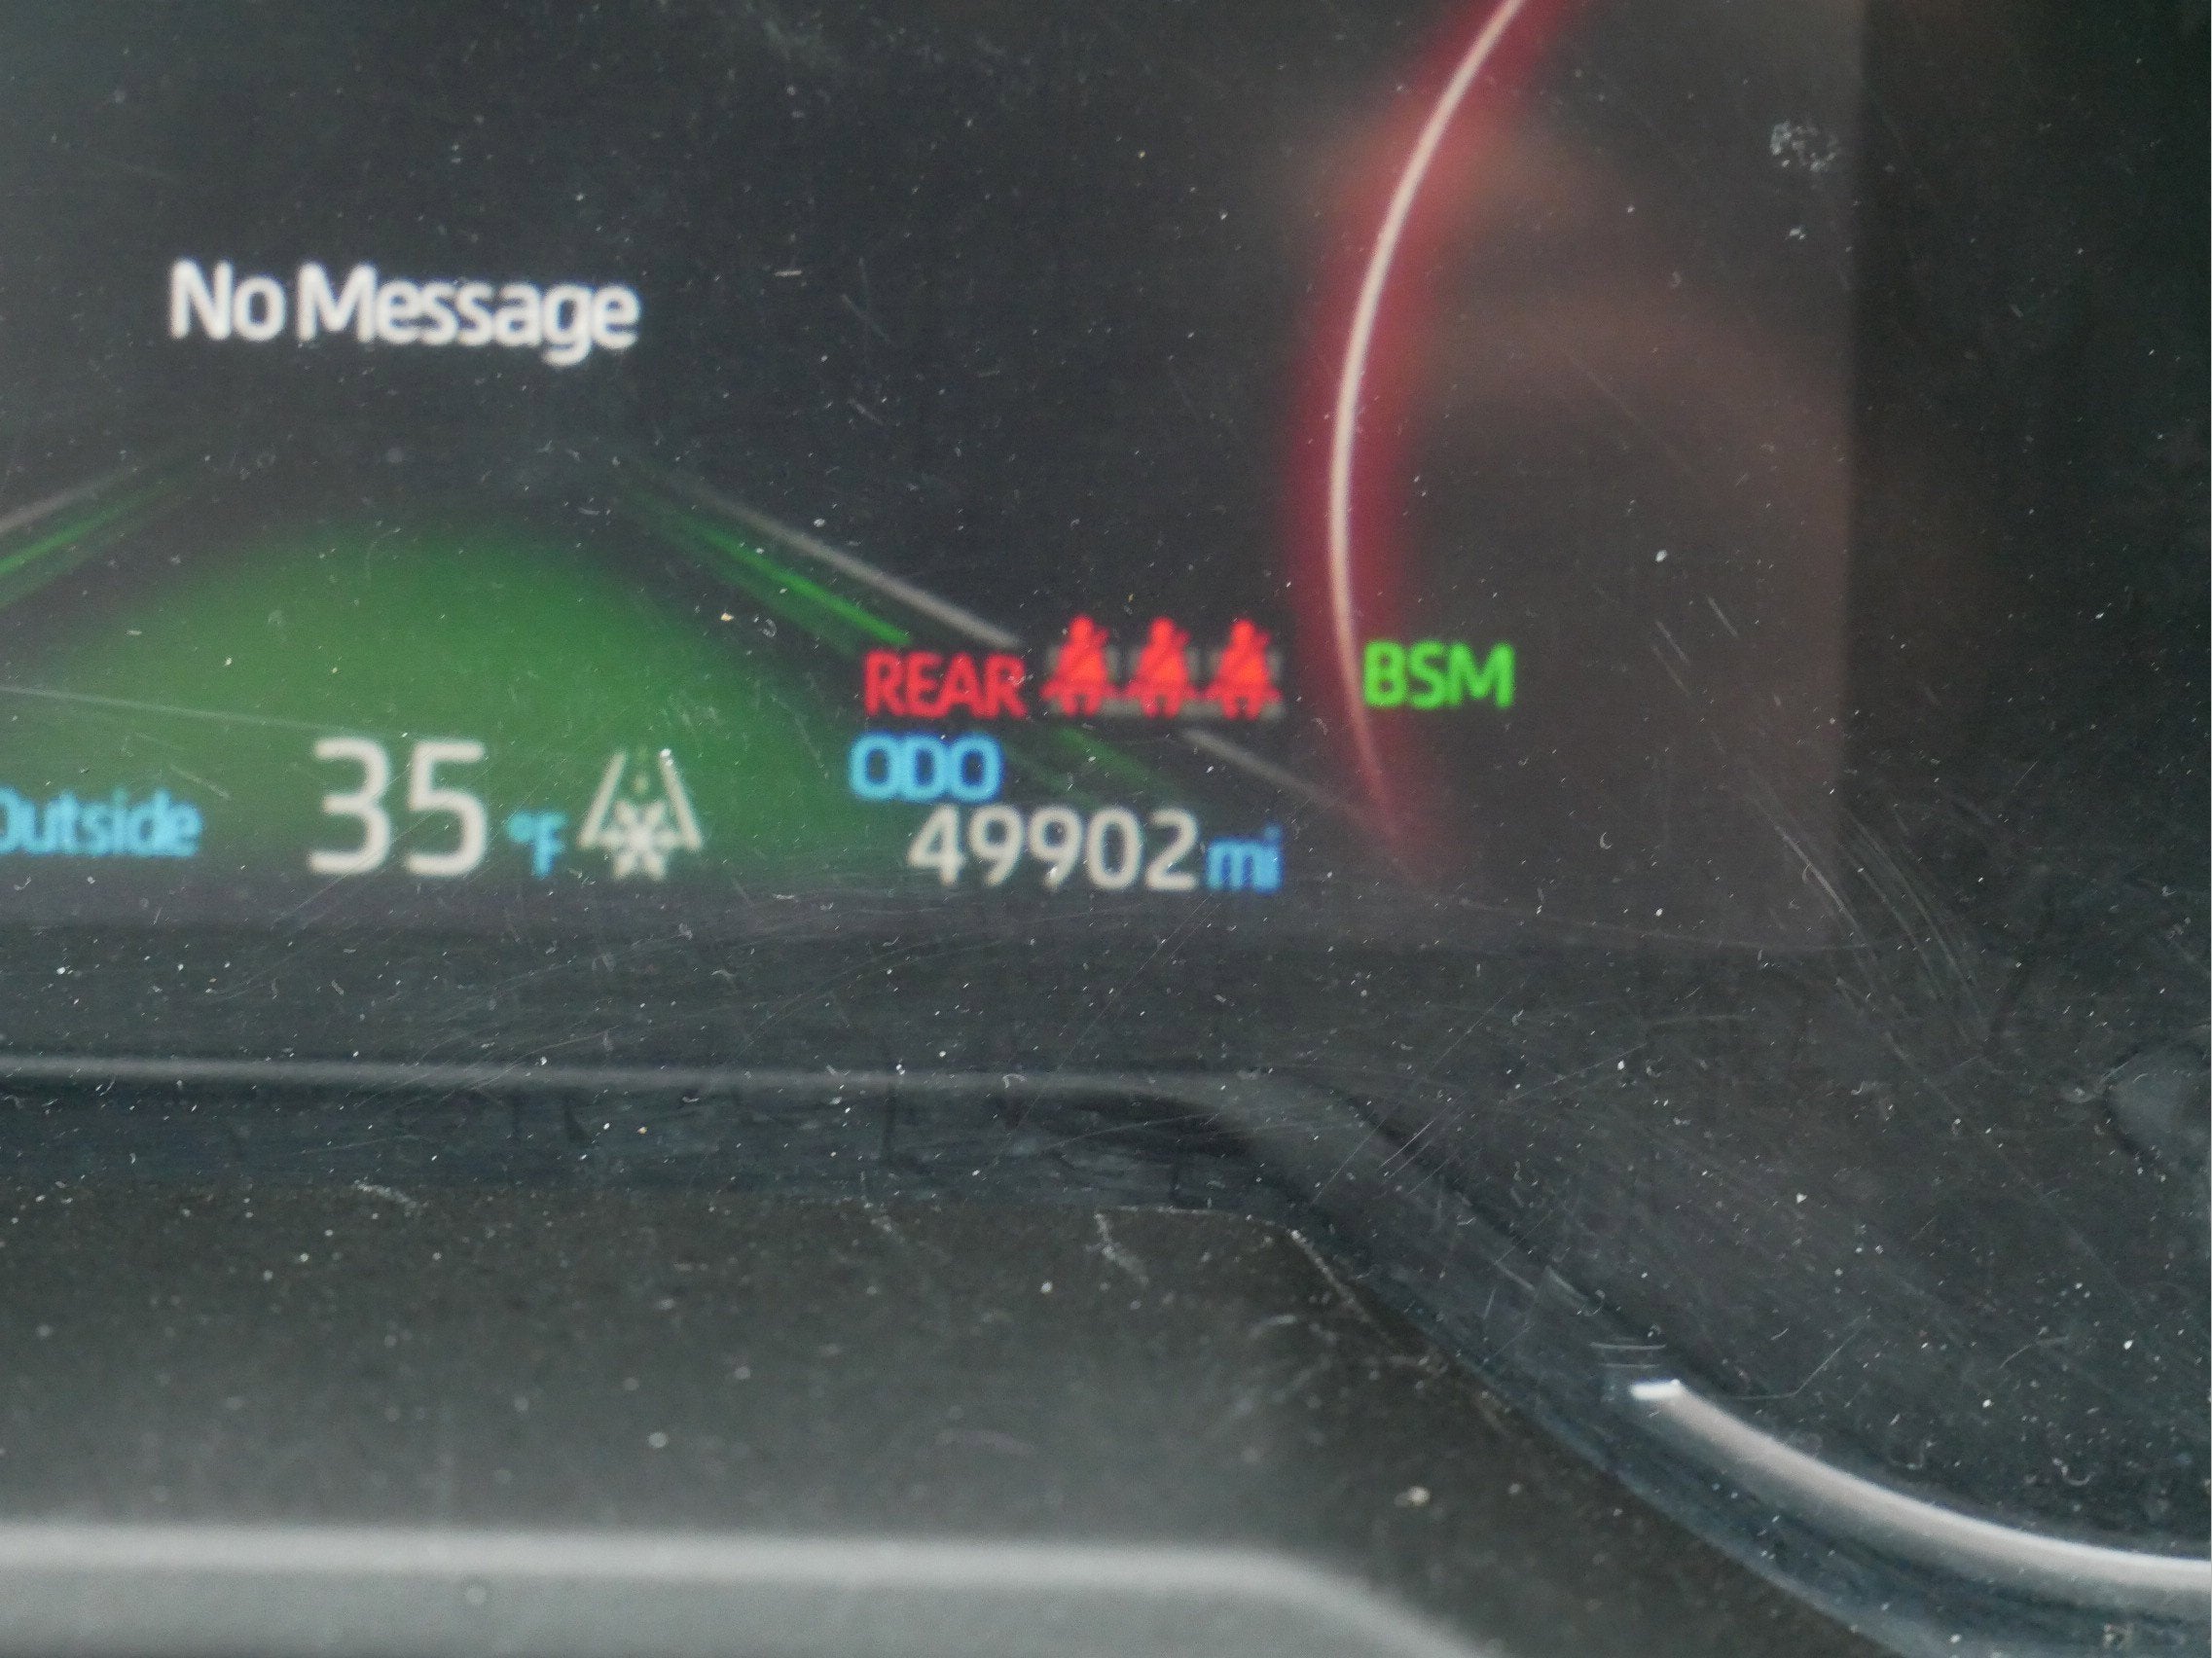 No Message
REAR
BSM
ODO
Outside 35 °F
49902 mi